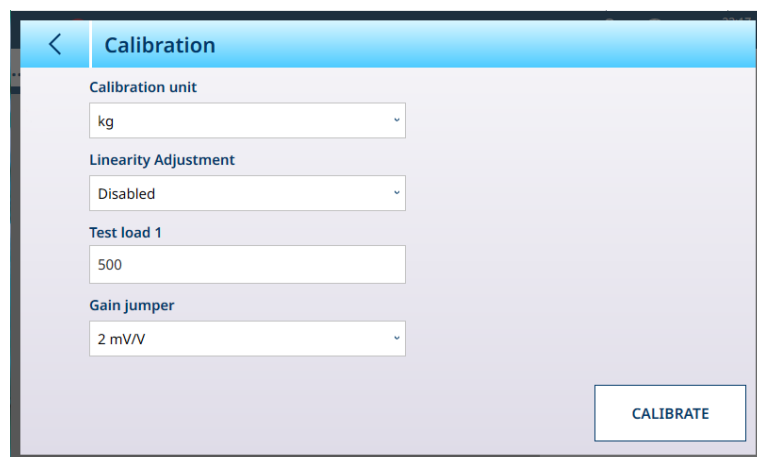 Calibration
Calibration unit
kg
Linearity Adjustment
Disabled
Test load 1
500
Gain jumper
2 mV/V
CALIBRATE